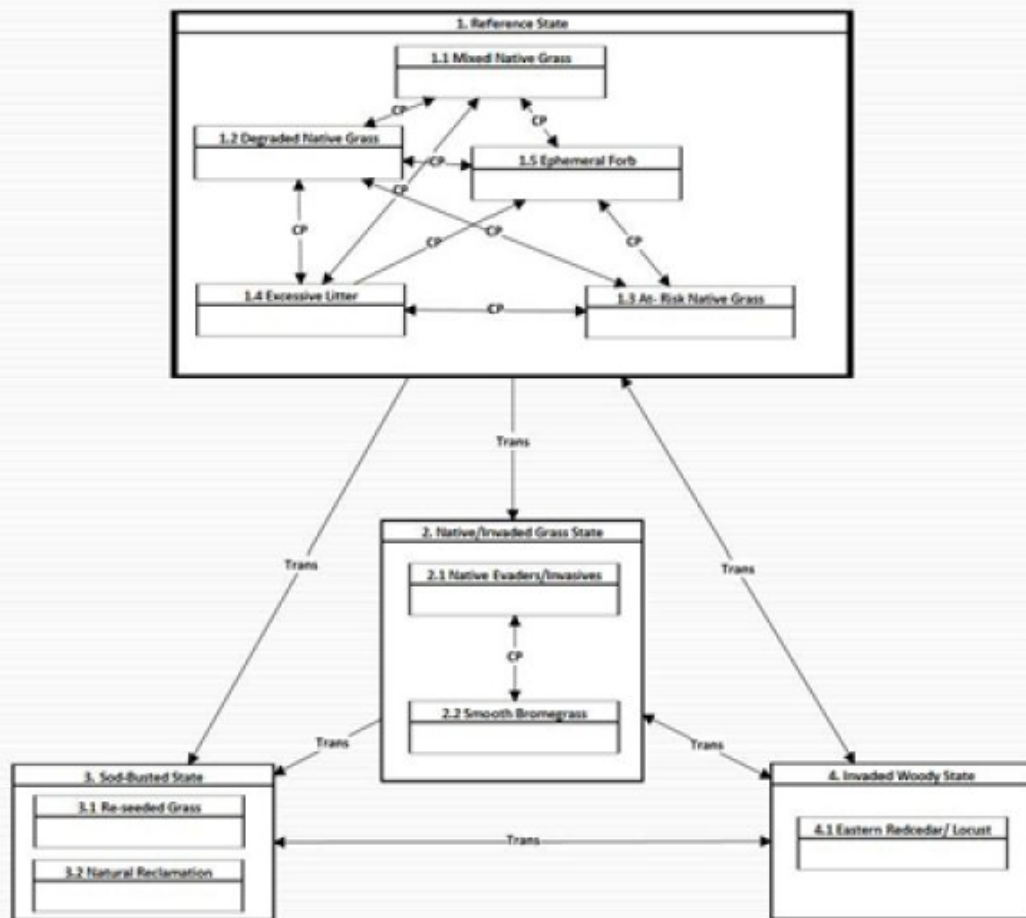 1. Reference State
1.1 Mixed Native Grass
CP
CP
1.2 Degraded Native Grass
1.5 Ephemeral Forb
CP
CP
CP
CP
CP
CP
1.4 Excessive Litter
1.3 At- Risk Native Grass
CP
Trans
2. Native/Invaded Grass State
Trans
Trans
2.1 Native Evaders/Invasives
CP
2.2 Smooth Bromegrass
Trans
Trans
3. Sod-Busted State
4. Invaded Woody State
3.1 Re-seeded Grass
4.1 Eastern Redcedar/ Locust
Trans
3.2 Natural Reclamation